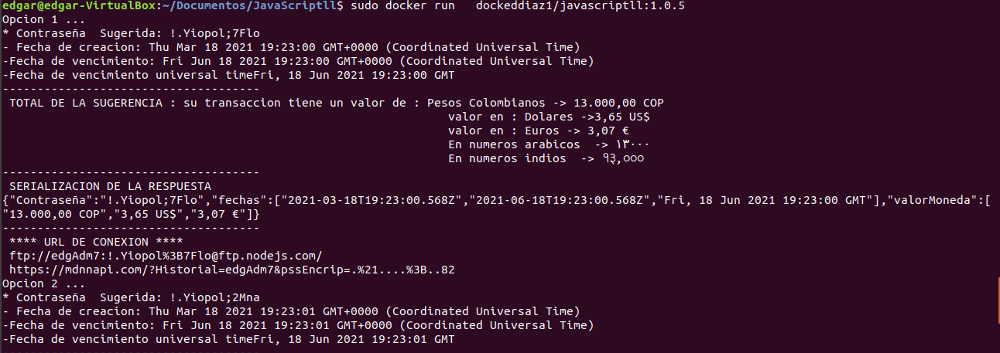 edgar@edgar-VirtualBox:~/Documentos/JavaScriptll$ sudo docker run   dockeddiaz1/javascriptll:1.0.5
Opcion 1 ...
* Contraseña  Sugerida: !.Yiopol;7Flo
- Fecha de creacion: Thu Mar 18 2021 19:23:00 GMT+0000 (Coordinated Universal Time)
-Fecha de vencimiento: Fri Jun 18 2021 19:23:00 GMT+0000 (Coordinated Universal Time)
-Fecha de vencimiento universal timeFri, 18 Jun 2021 19:23:00 GMT
-------------------------------------
 TOTAL DE LA SUGERENCIA : su transaccion tiene un valor de : Pesos Colombianos -> 13.000,00 COP
valor en : Dolares ->3,65 US$
valor en : Euros -> 3,07 €
En numeros arabicos  -> ١٣٠٠٠
En numeros indios  -> १३,०००
-------------------------------------
 SERIALIZACION DE LA RESPUESTA
{"Contraseña":"!.Yiopol;7Flo","fechas":["2021-03-18T19:23:00.568Z","2021-06-18T19:23:00.568Z","Fri, 18 Jun 2021 19:23:00 GMT"],"valorMoneda":[
"13.000,00 COP","3,65 US$","3,07 €"]}
-------------------------------------
 **** URL DE CONEXION ****
 ftp://edgAdm7:!.Yiopol%3B7Flo@ftp.nodejs.com/
 https://mdnnapi.com/?Historial=edgAdm7&pssEncrip=.%21....%3B..82
Opcion 2 ...
* Contraseña  Sugerida: !.Yiopol;2Mna
- Fecha de creacion: Thu Mar 18 2021 19:23:01 GMT+0000 (Coordinated Universal Time)
-Fecha de vencimiento: Fri Jun 18 2021 19:23:01 GMT+0000 (Coordinated Universal Time)
-Fecha de vencimiento universal timeFri, 18 Jun 2021 19:23:01 GMT